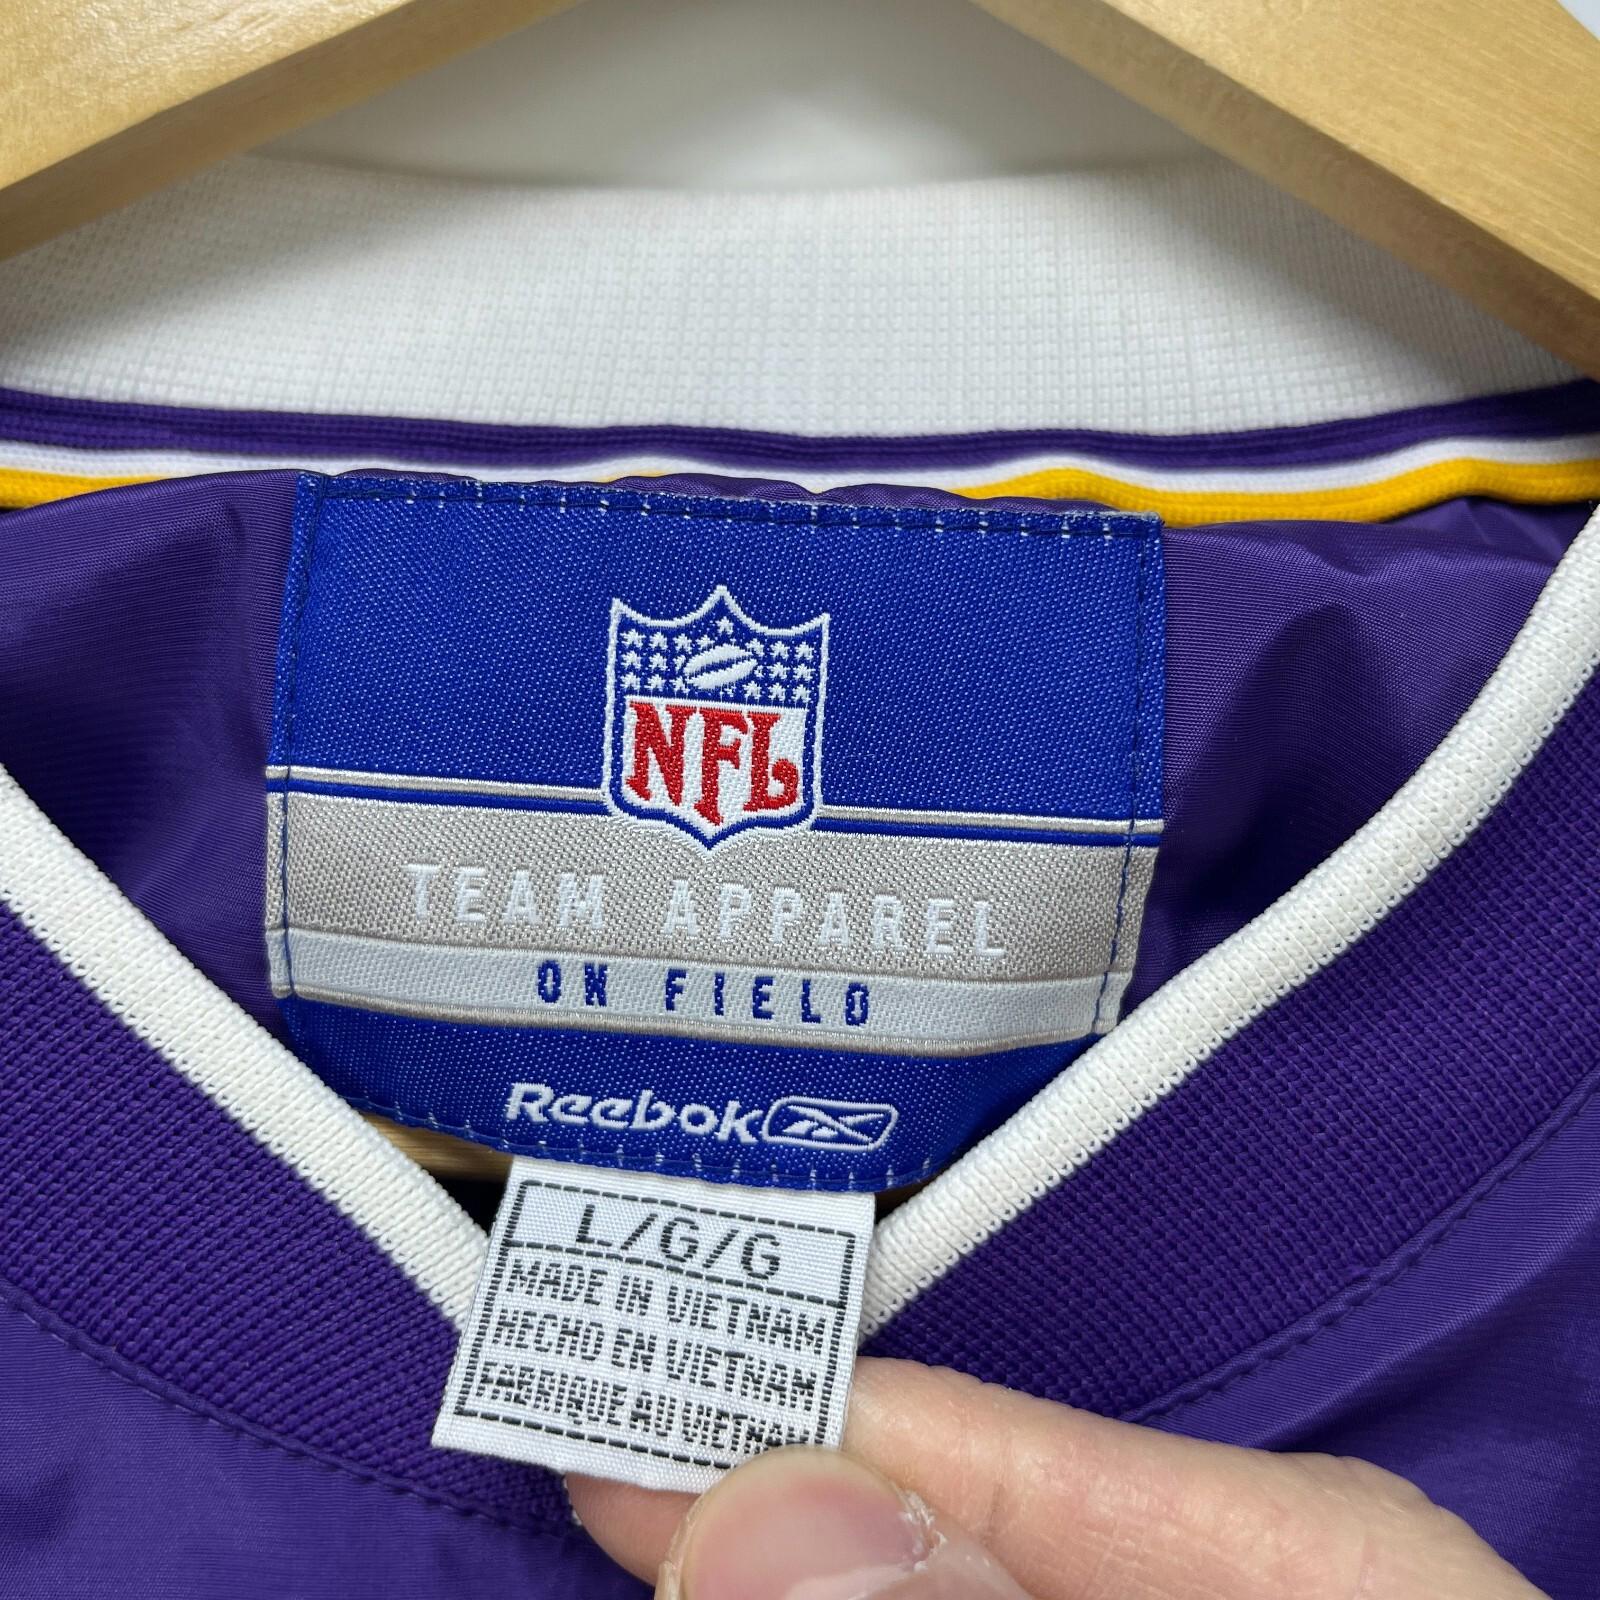 NFL
TEAM APPAREL
ON FIELD
Reebok
L/G/G
MADE IN VIETNAM
HECHO EN VIETNAM
FABRIQUE AU VIETNAM